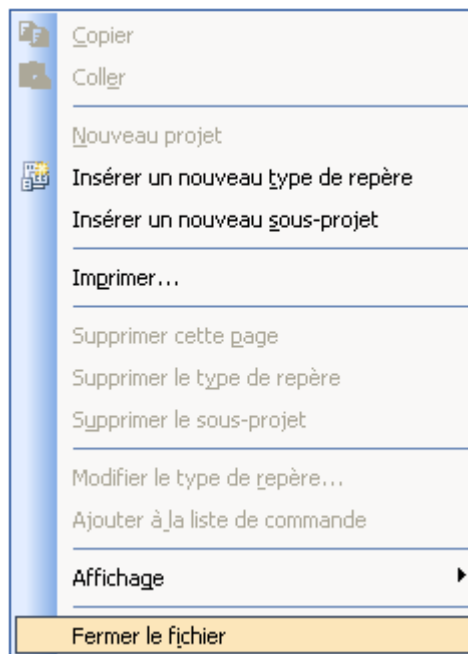 Copier
Coller
Nouveau projet
Insérer un nouveau type de repère
Insérer un nouveau sous-projet
Imprimer...
Supprimer cette page
Supprimer le type de repère
Supprimer le sous-projet
Modifier le type de repère...
Ajouter à la liste de commande
Affichage
Fermer le fichier